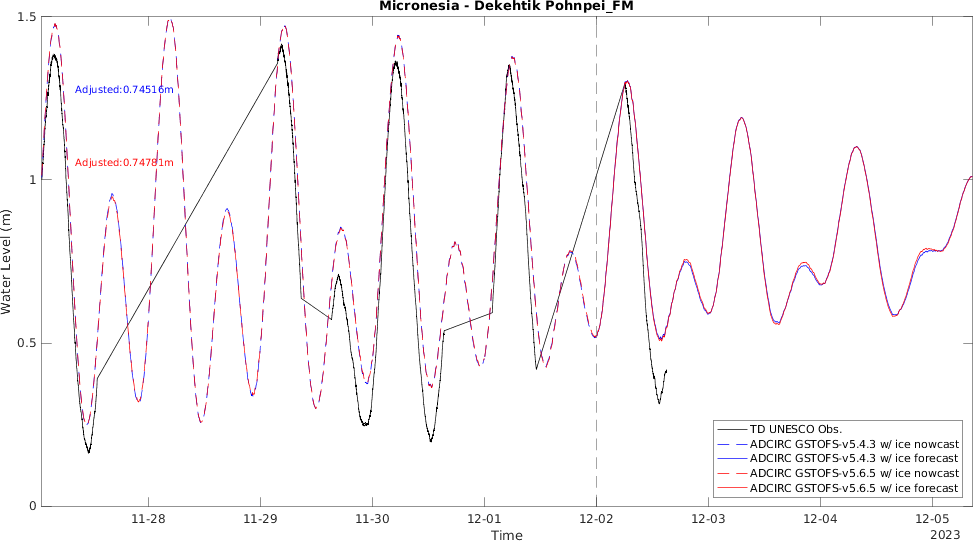 Micronesia - Dekehtik Pohnpei_FM
1.5
1
0.5
0
Water Level (m)
Adjusted:0.74516m
Adjusted:0.74781m
TD UNESCO Obs.
ADCIRC GSTOFS-v5.4.3 w/ ice nowcast
ADCIRC GSTOFS-v5.4.3 w/ ice forecast
ADCIRC GSTOFS-v5.6.5 w/ ice nowcast
ADCIRC GSTOFS-v5.6.5 w/ ice forecast
11-28 11-29 11-30 12-01 12-02 12-03 12-04 12-05
Time
2023